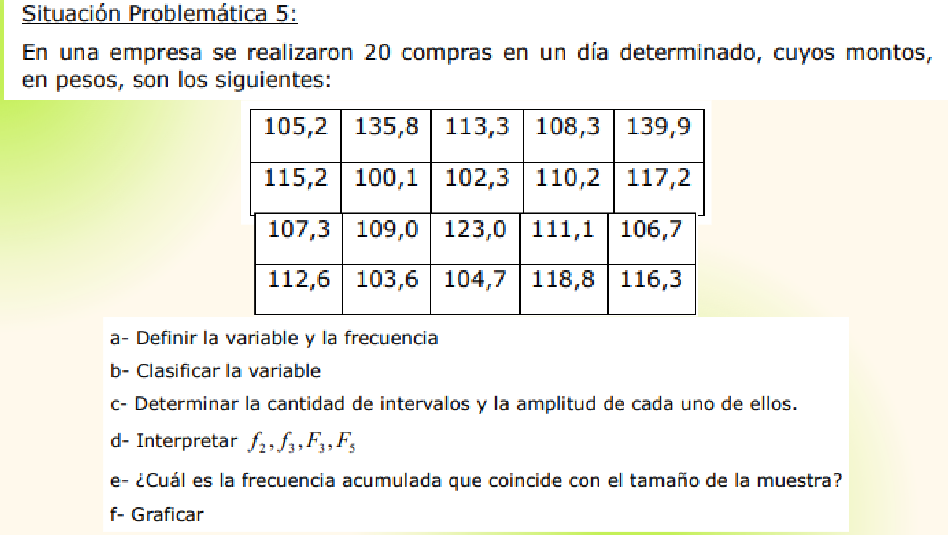 Situación Problemática 5:
En una empresa se realizaron 20 compras en un día determinado, cuyos montos,
en pesos, son los siguientes:
105,2 135,8 113,3 108,3 139,9
115,2 100,1 102,3 110,2 117,2
107,3 109,0 123,0 111,1 106,7
112,6 103,6 104,7 118,8 116,3
a- Definir la variable y la frecuencia
b- Clasificar la variable
c- Determinar la cantidad de intervalos y la amplitud de cada uno de ellos.
d- Interpretar f₂, f₃, F₃, F₅
e- ¿Cuál es la frecuencia acumulada que coincide con el tamaño de la muestra?
f- Graficar